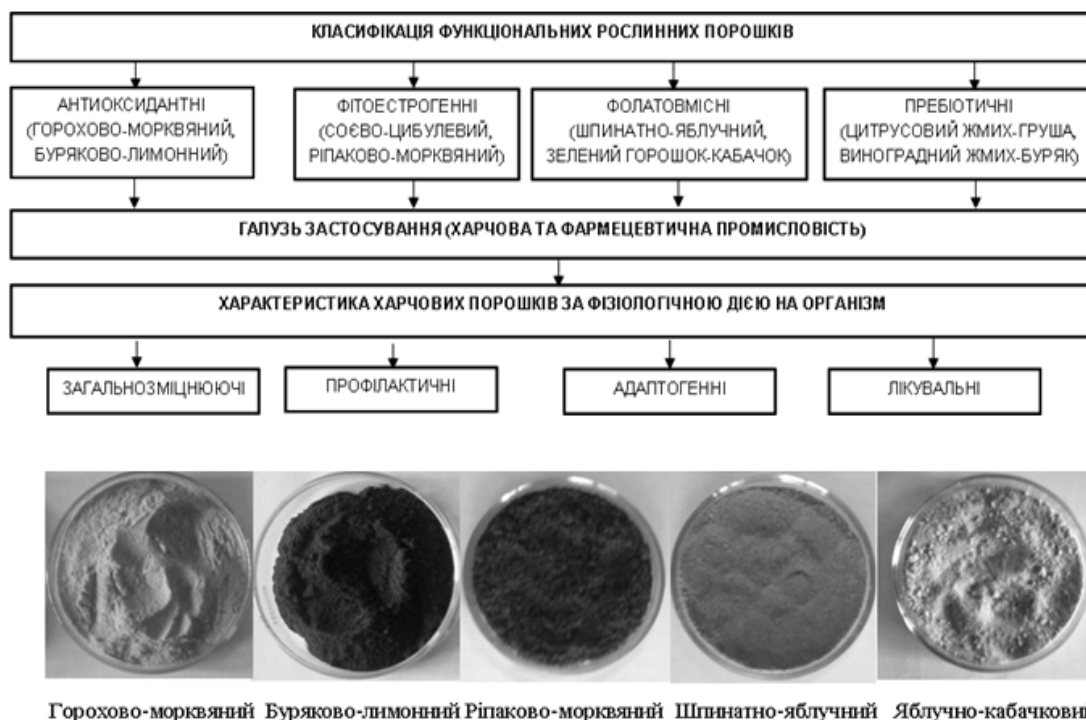 КЛАСИФІКАЦІЯ ФУНКЦІОНАЛЬНИХ РОСЛИННИХ ПОРОШКІВ
АНТИОКСИДАНТНІ
(ГОРОХОВО-МОРКВЯНИЙ,
БУРЯКОВО-ЛИМОННИЙ)
ФІТОЕСТРОГЕННІ
(СОЄВО-ЦИБУЛЕВИЙ,
РІПАКОВО-МОРКВЯНИЙ)
ФОЛАТОВМІСНІ
(ШПИНАТНО-ЯБЛУЧНИЙ,
ЗЕЛЕНИЙ ГОРОШОК-КАБАЧОК)
ПРЕБІОТИЧНІ
(ЦИТРУСОВИЙ ЖМИХ-ГРУША,
ВИНОГРАДНИЙ ЖМИХ-БУРЯК)
ГАЛУЗЬ ЗАСТОСУВАННЯ (ХАРЧОВА ТА ФАРМЕЦЕВТИЧНА ПРОМИСЛОВІСТЬ)
ХАРАКТЕРИСТИКА ХАРЧОВИХ ПОРОШКІВ ЗА ФІЗІОЛОГІЧНОЮ ДІЄЮ НА ОРГАНІЗМ
ЗАГАЛЬНОЗМІЦНЮЮЧІ
ПРОФІЛАКТИЧНІ
АДАПТОГЕННІ
ЛІКУВАЛЬНІ
Горохово-морквяний Буряково-лимонний Ріпаково-морквяний Шпинатно-яблучний Яблучно-кабачкови